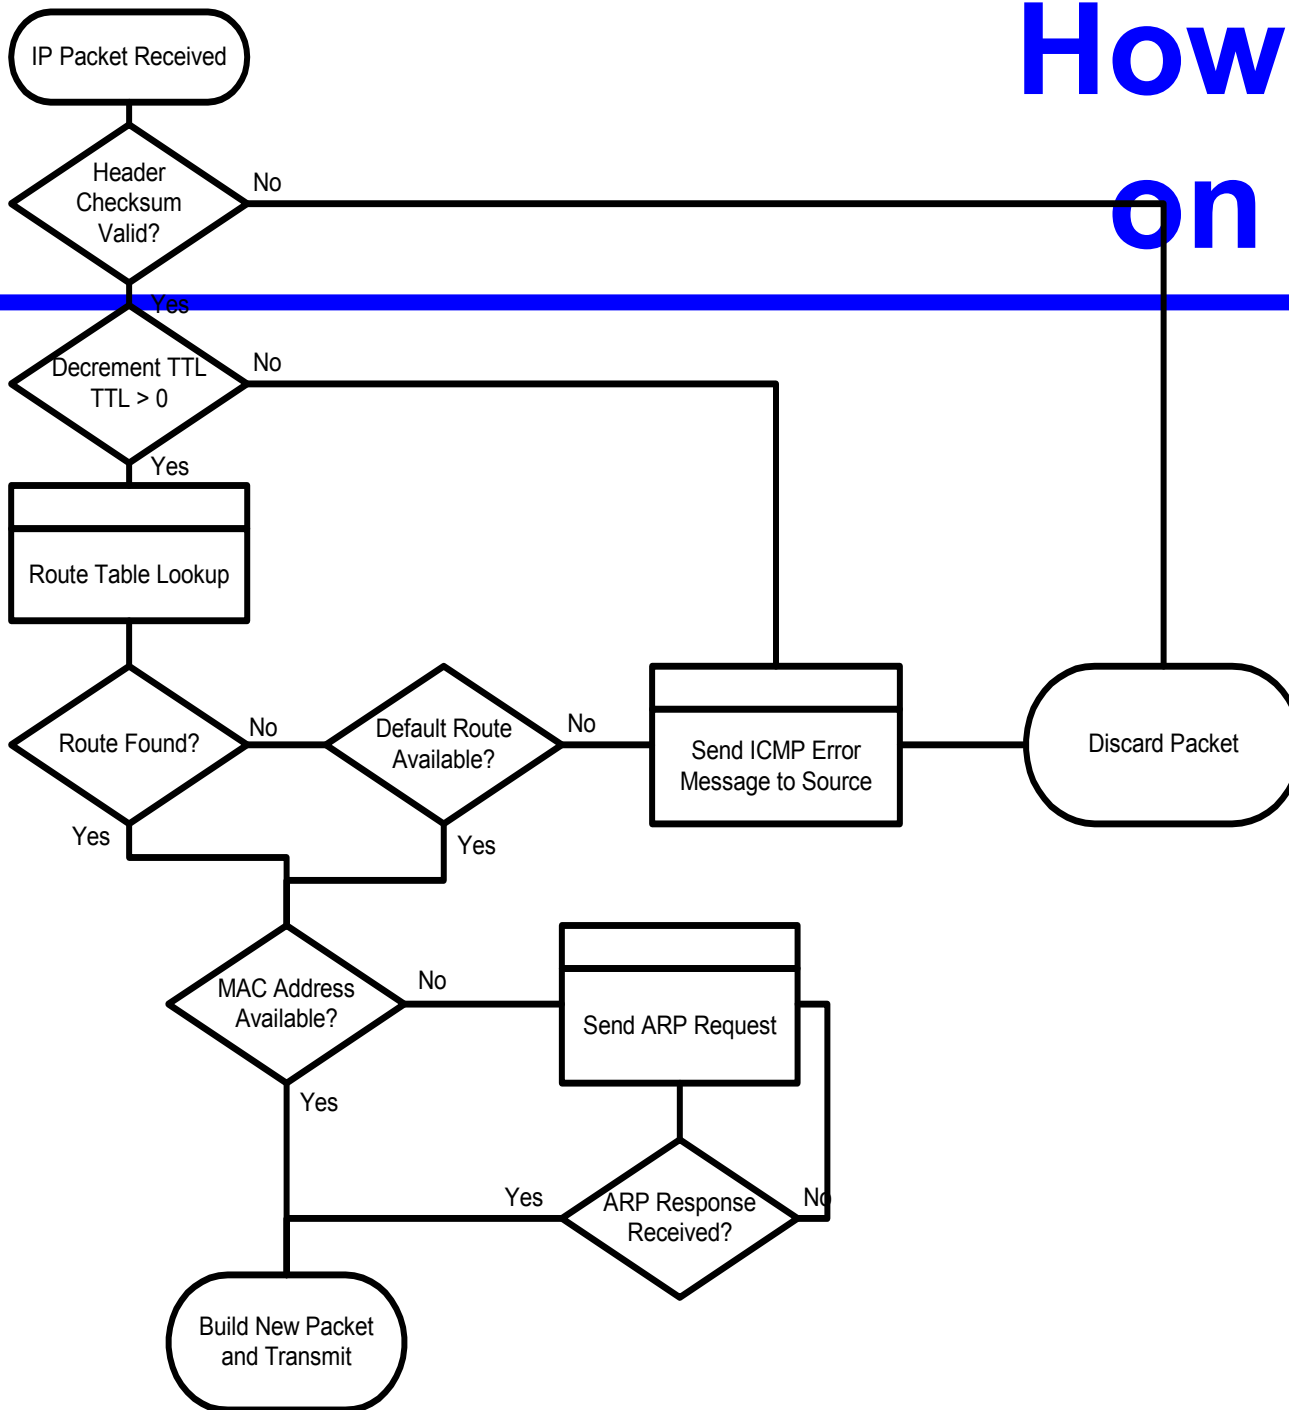 How
on
IP Packet Received
Header
Checksum
Valid?
No
Yes
Decrement TTL
TTL > 0
No
Yes
Route Table Lookup
Route Found?
No
Default Route
Available?
No
Send ICMP Error
Message to Source
Discard Packet
Yes
Yes
MAC Address
Available?
No
Send ARP Request
Yes
ARP Response
Received?
Yes
No
Build New Packet
and Transmit